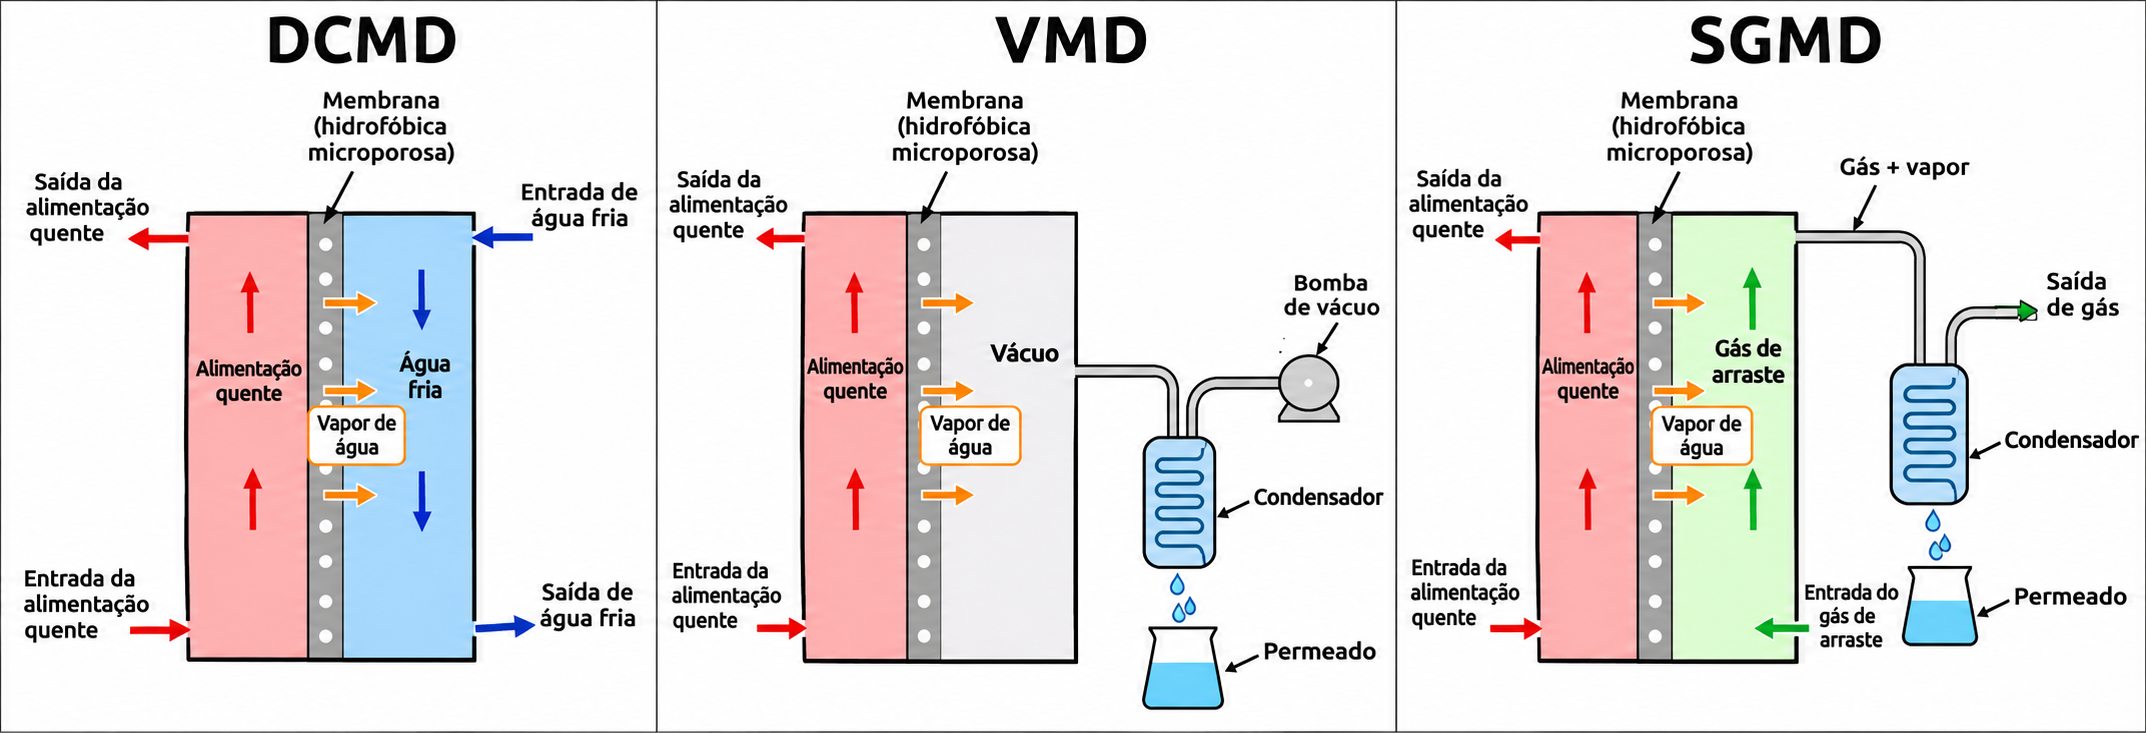 DCMD
Membrana
(hidrofóbica
microporosa)
Saída da
alimentação
quente
Entrada de
água fria
Alimentação
quente
Água
fria
Vapor de
água
Entrada da
alimentação
quente
Saída de
água fria
VMD
Membrana
(hidrofóbica
microporosa)
Saída da
alimentação
quente
Bomba
de vácuo
Vácuo
Alimentação
quente
Vapor de
água
Condensador
Entrada da
alimentação
quente
Permeado
SGMD
Membrana
(hidrofóbica
microporosa)
Gás + vapor
Saída da
alimentação
quente
Saída
de gás
Gás de
arraste
Alimentação
quente
Vapor de
água
Condensador
Entrada da
alimentação
quente
Entrada do
gás de
arraste
Permeado